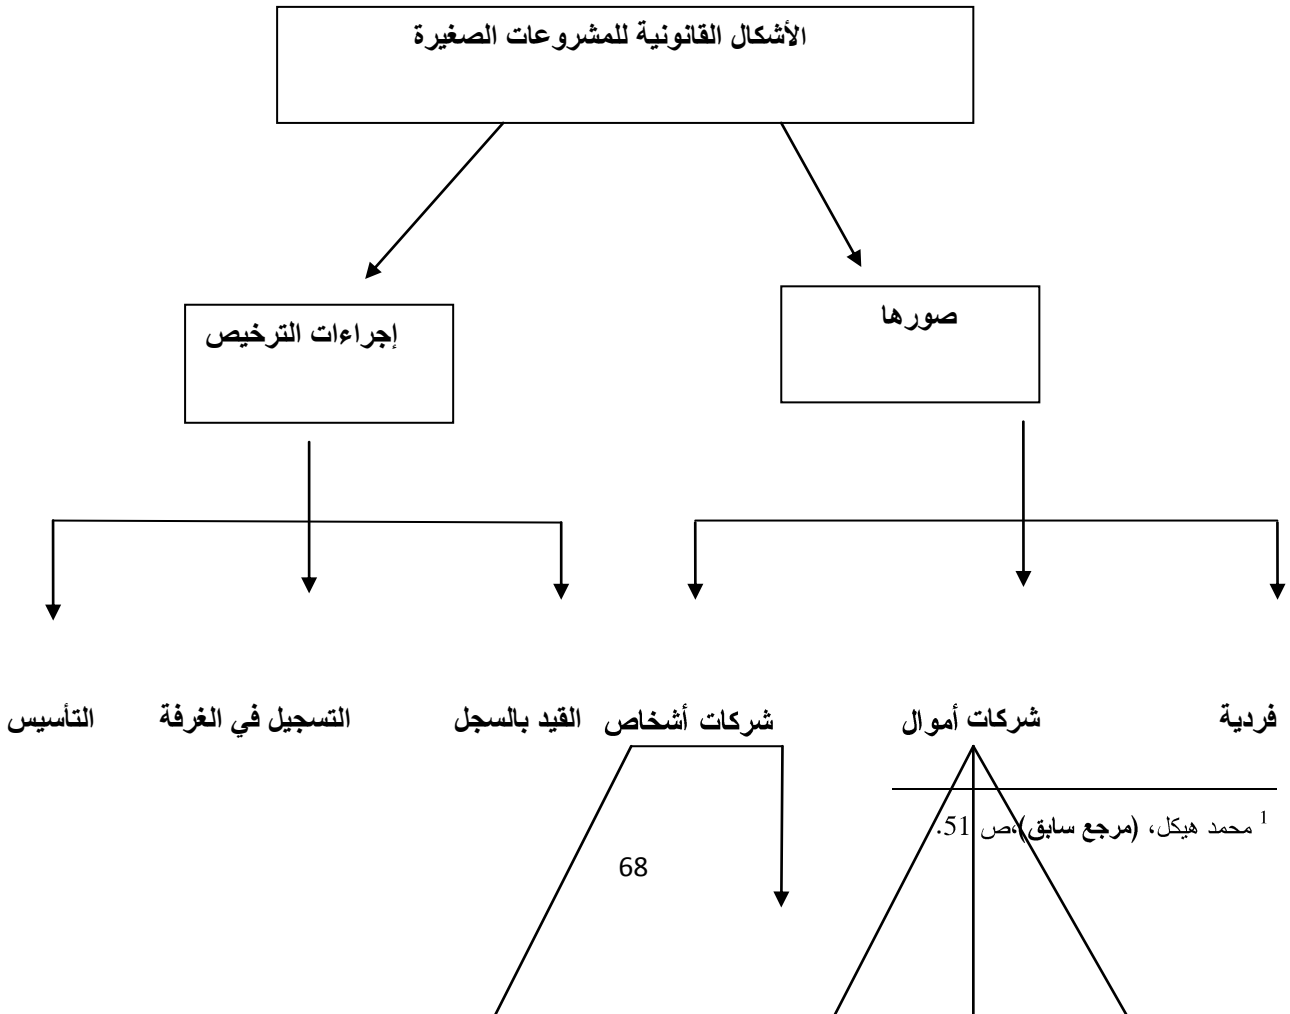 الأشكال القانونية للمشروعات الصغيرة
صورها
إجراءات الترخيص
فردية
شركات أموال
شركات أشخاص
القيد بالسجل
التسجيل في الغرفة
التأسيس
1 محمد هيكل، (مرجع سابق)،ص 51.
68